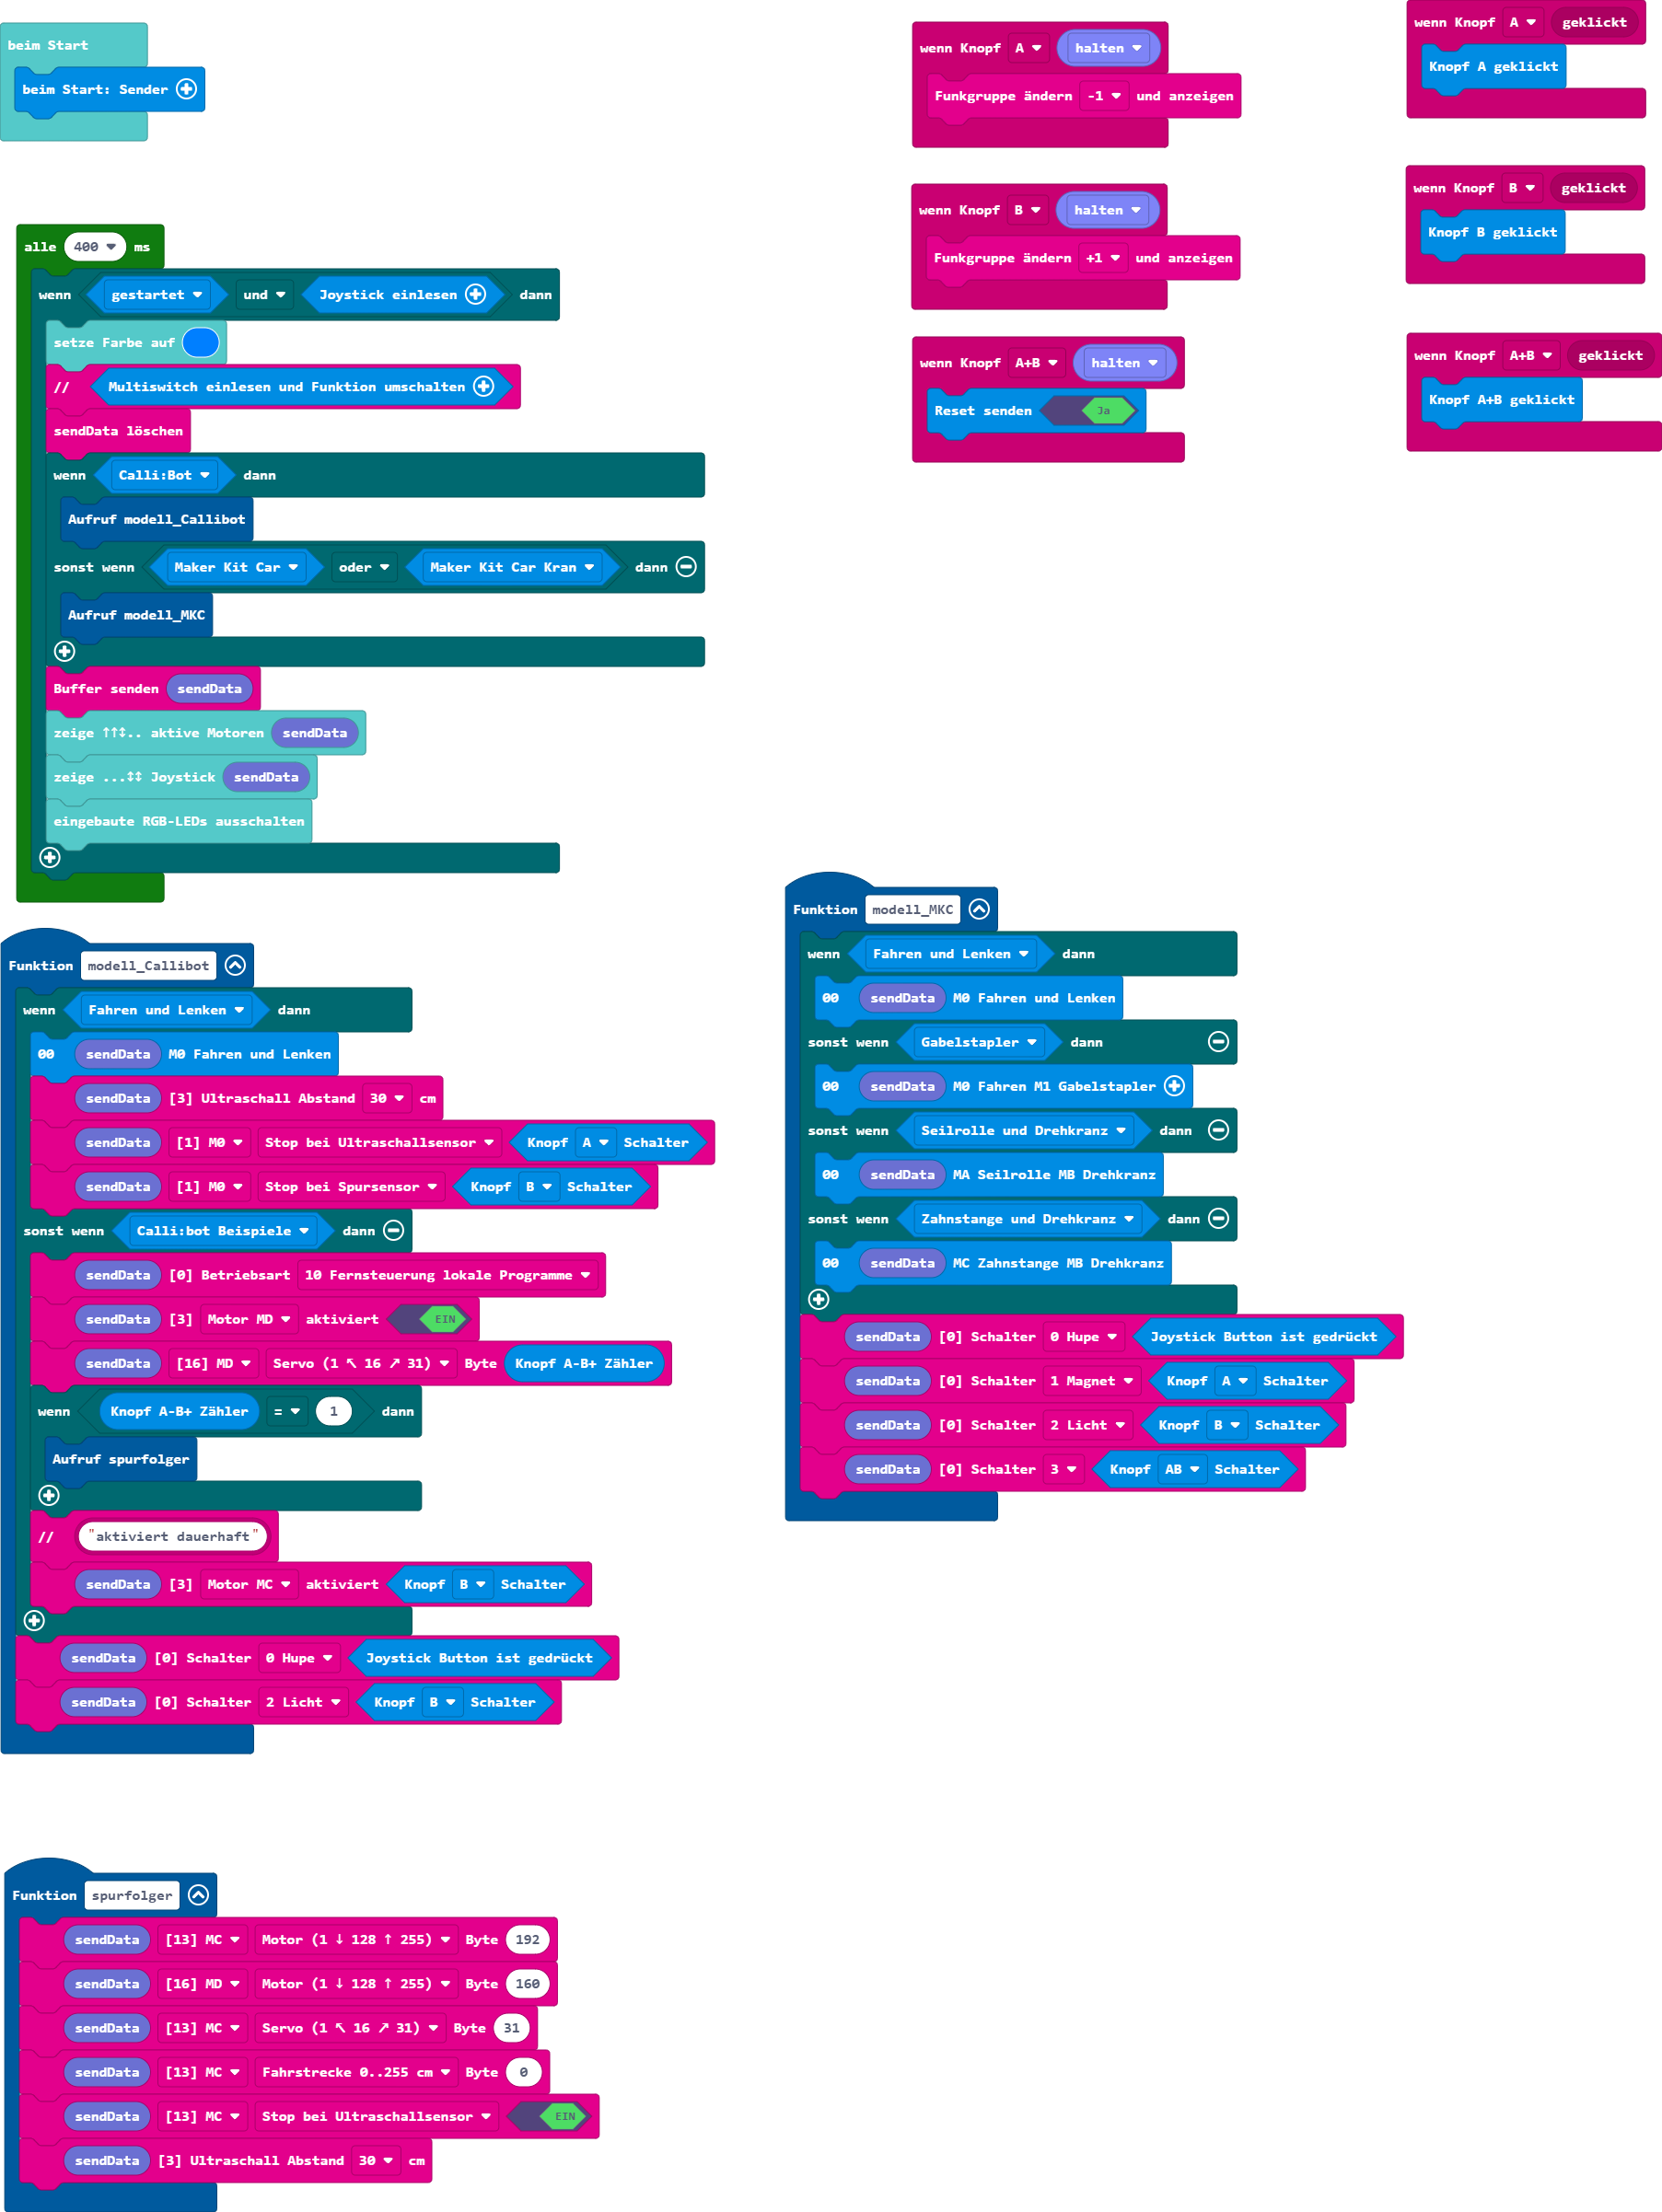 beim Start
beim Start: Sender
alle 400 ms
wenn gestartet und Joystick einlesen dann
setze Farbe auf
// Multiswitch einlesen und Funktion umschalten
sendData löschen
wenn Calli:Bot dann
Aufruf modell_Callibot
sonst wenn Maker Kit Car oder Maker Kit Car Kran dann
Aufruf modell_MKC
Buffer senden sendData
zeige ↑↑↕.. aktive Motoren sendData
zeige ...↕↕ Joystick sendData
eingebaute RGB-LEDs ausschalten
wenn Knopf A halten
Funkgruppe ändern -1 und anzeigen
wenn Knopf B halten
Funkgruppe ändern +1 und anzeigen
wenn Knopf A+B halten
Reset senden Ja
wenn Knopf A geklickt
Knopf A geklickt
wenn Knopf B geklickt
Knopf B geklickt
wenn Knopf A+B geklickt
Knopf A+B geklickt
Funktion modell_Callibot
wenn Fahren und Lenken dann
00 sendData M0 Fahren und Lenken
sendData [3] Ultraschall Abstand 30 cm
sendData [1] M0 Stop bei Ultraschallsensor Knopf A Schalter
sendData [1] M0 Stop bei Spursensor Knopf B Schalter
sonst wenn Calli:bot Beispiele dann
sendData [0] Betriebsart 10 Fernsteuerung lokale Programme
sendData [3] Motor MD aktiviert EIN
sendData [16] MD Servo (1 ↖ 16 ↗ 31) Byte Knopf A-B+ Zähler
wenn Knopf A-B+ Zähler = 1 dann
Aufruf spurfolger
// "aktiviert dauerhaft"
sendData [3] Motor MC aktiviert Knopf B Schalter
sendData [0] Schalter 0 Hupe Joystick Button ist gedrückt
sendData [0] Schalter 2 Licht Knopf B Schalter
Funktion modell_MKC
wenn Fahren und Lenken dann
00 sendData M0 Fahren und Lenken
sonst wenn Gabelstapler dann
00 sendData M0 Fahren M1 Gabelstapler
sonst wenn Seilrolle und Drehkranz dann
00 sendData MA Seilrolle MB Drehkranz
sonst wenn Zahnstange und Drehkranz dann
00 sendData MC Zahnstange MB Drehkranz
sendData [0] Schalter 0 Hupe Joystick Button ist gedrückt
sendData [0] Schalter 1 Magnet Knopf A Schalter
sendData [0] Schalter 2 Licht Knopf B Schalter
sendData [0] Schalter 3 Knopf AB Schalter
Funktion spurfolger
sendData [13] MC Motor (1 ↓ 128 ↑ 255) Byte 192
sendData [16] MD Motor (1 ↓ 128 ↑ 255) Byte 160
sendData [13] MC Servo (1 ↖ 16 ↗ 31) Byte 31
sendData [13] MC Fahrstrecke 0..255 cm Byte 0
sendData [13] MC Stop bei Ultraschallsensor EIN
sendData [3] Ultraschall Abstand 30 cm